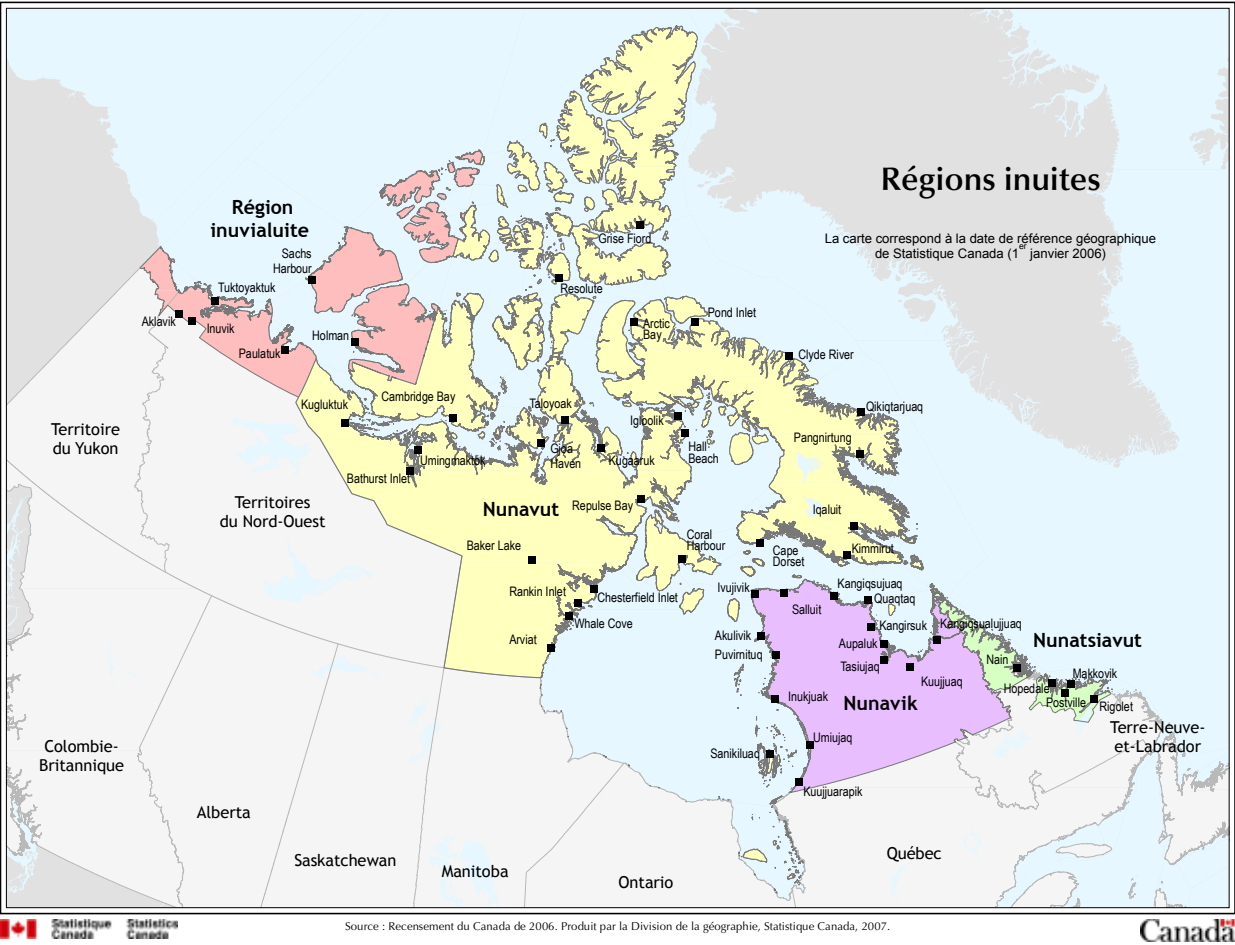 Régions inuites
La carte correspond à la date de référence géographique
de Statistique Canada (1er janvier 2006)
Région
inuvialuite
Sachs
Harbour
Tuktoyaktuk
Aklavik
Inuvik
Paulatuk
Holman
Grise Fiord
Resolute
Arctic
Bay
Pond Inlet
Clyde River
Qikiqtarjuaq
Pangnirtung
Kugluktuk
Cambridge Bay
Taloyoak
Igloolik
Hall
Beach
Gjoa
Haven
Kugaaruk
Umingmaktok
Bathurst Inlet
Nunavut
Repulse Bay
Iqaluit
Baker Lake
Coral
Harbour
Cape
Dorset
Kimmirut
Rankin Inlet
Chesterfield Inlet
Whale Cove
Arviat
Ivujivik
Salluit
Kangiqsujuaq
Quaqtaq
Kangirsuk
Kangiqsualujjuaq
Akulivik
Puvirnituq
Aupaluk
Tasiujaq
Kuujjuaq
Inukjuak
Nunavik
Umiujaq
Sanikiluaq
Kuujjuarapik
Nunatsiavut
Nain
Hopedale
Makkovik
Postville
Rigolet
Terre-Neuve-
et-Labrador
Territoire
du Yukon
Territoires
du Nord-Ouest
Colombie-
Britannique
Alberta
Saskatchewan
Manitoba
Ontario
Québec
Statistique
Canada
Statistics
Canada
Source : Recensement du Canada de 2006. Produit par la Division de la géographie, Statistique Canada, 2007.
Canada